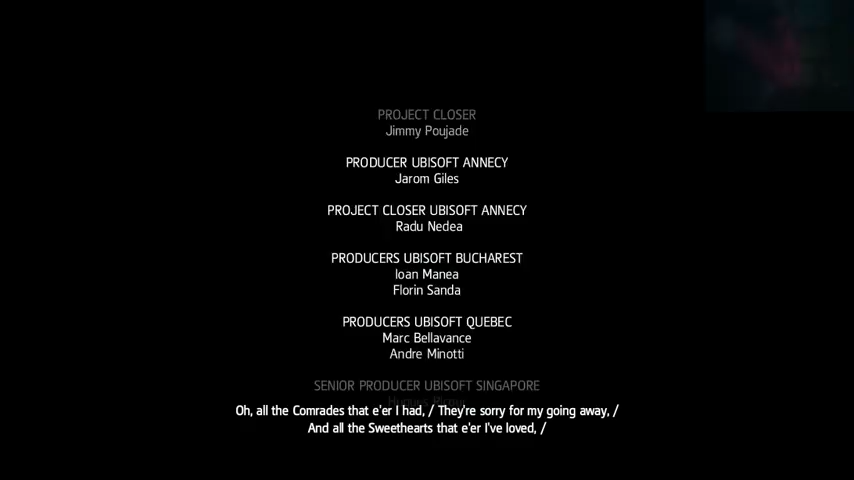 PROJECT CLOSER
Jimmy Poujade
PRODUCER UBISOFT ANNECY
Jarom Giles
PROJECT CLOSER UBISOFT ANNECY
Radu Nedea
PRODUCERS UBISOFT BUCHAREST
Ioan Manea
Florin Sanda
PRODUCERS UBISOFT QUEBEC
Marc Bellavance
Andre Minotti
SENIOR PRODUCER UBISOFT SINGAPORE
Oh, all the Comrades that e'er I had, / They're sorry for my going away, /
And all the Sweethearts that e'er I've loved, /